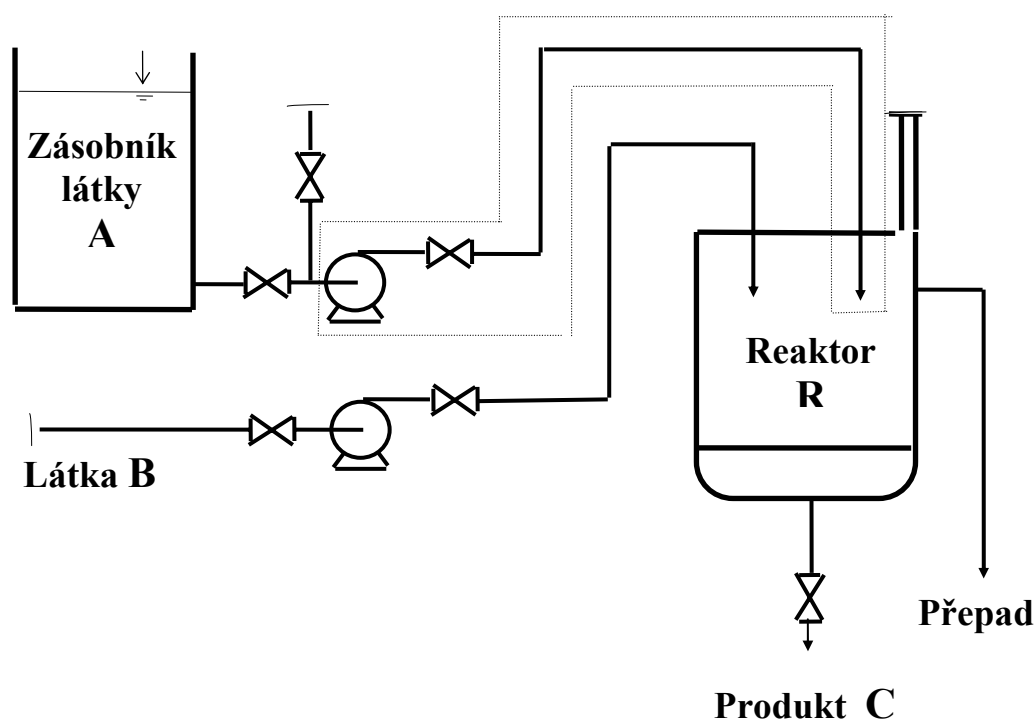 Zásobník
látky
A
Reaktor
R
Látka B
Přepad
Produkt C